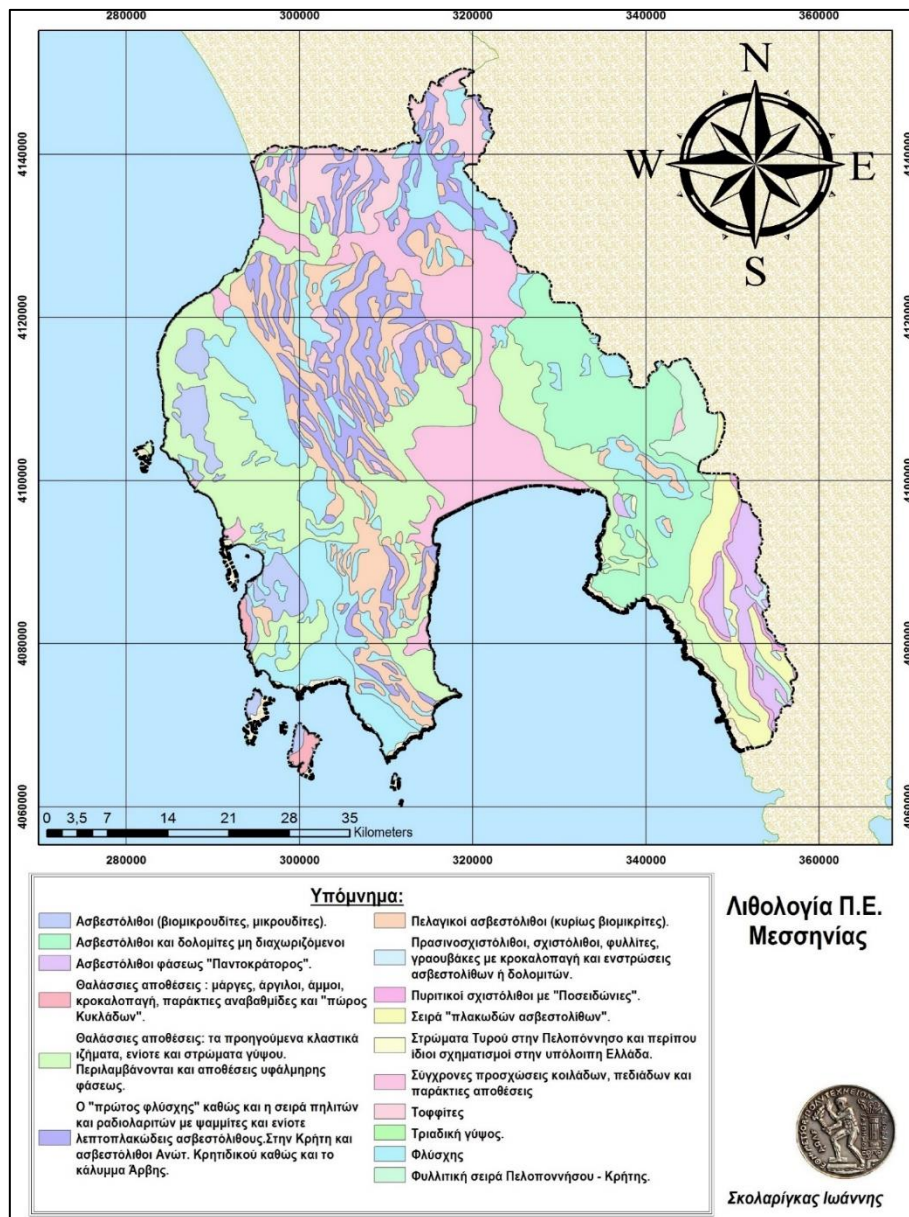 280000 300000 320000 340000 360000
N
W E
S
4140000 4140000
4120000 4120000
4100000 4100000
4080000 4080000
4060000 4060000
0 3,5 7 14 21 28 35
Kilometers
280000 300000 320000 340000 360000
Υπόμνημα:
Ασβεστόλιθοι (βιομικρουδίτες, μικρουδίτες).
Ασβεστόλιθοι και δολομίτες μη διαχωριζόμενοι
Ασβεστόλιθοι φάσεως "Παντοκράτορος".
Θαλάσσιες αποθέσεις : μάργες, άργιλοι, άμμοι,
κροκαλοπαγή, παράκτιες αναβαθμίδες και "πώρος
Κυκλάδων".
Θαλάσσιες αποθέσεις: τα προηγούμενα κλαστικά
ιζήματα, ενίοτε και στρώματα γύψου.
Περιλαμβάνονται και αποθέσεις υφάλμηρης
φάσεως.
Ο "πρώτος φλύσχης" καθώς και η σειρά πηλιτών
και ραδιολαριτών με ψαμμίτες και ενίοτε
λεπτοπλακώδεις ασβεστόλιθους.Στην Κρήτη και
ασβεστόλιθοι Ανώτ. Κρητιδικού καθώς και το
κάλυμμα Άρβης.
Πελαγικοί ασβεστόλιθοι (κυρίως βιομικρίτες).
Πρασινοσχιστόλιθοι, σχιστόλιθοι, φυλλίτες,
γραουβάκες με κροκαλοπαγή και ενστρώσεις
ασβεστολίθων ή δολομιτών.
Πυριτικοί σχιστόλιθοι με "Ποσειδώνιες".
Σειρά "πλακωδών ασβεστολίθων".
Στρώματα Τυρού στην Πελοπόννησο και περίπου
ίδιοι σχηματισμοί στην υπόλοιπη Ελλάδα.
Σύγχρονες προσχώσεις κοιλάδων, πεδιάδων και
παράκτιες αποθέσεις
Τοφφίτες
Τριαδική γύψος.
Φλύσχης
Φυλλιτική σειρά Πελοποννήσου - Κρήτης.
Λιθολογία Π.Ε.
Μεσσηνίας
Σκολαρίγκας Ιωάννης